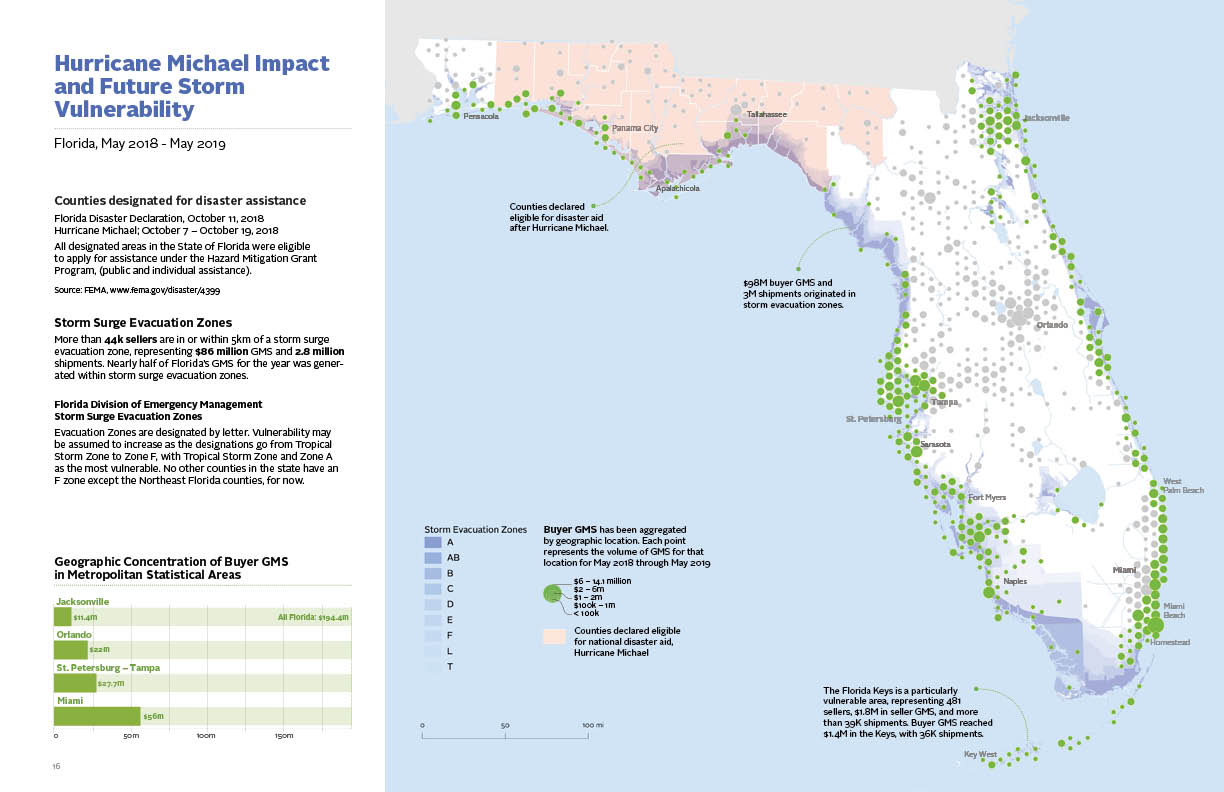 Hurricane Michael Impact
and Future Storm
Vulnerability
Florida, May 2018 - May 2019
Counties designated for disaster assistance
Florida Disaster Declaration, October 11, 2018
Hurricane Michael; October 7 – October 19, 2018
All designated areas in the State of Florida were eligible
to apply for assistance under the Hazard Mitigation Grant
Program, (public and individual assistance).
Source: FEMA, www.fema.gov/disaster/4399
Storm Surge Evacuation Zones
More than 44k sellers are in or within 5km of a storm surge
evacuation zone, representing $86 million GMS and 2.8 million
shipments. Nearly half of Florida's GMS for the year was gener-
ated within storm surge evacuation zones.
Florida Division of Emergency Management
Storm Surge Evacuation Zones
Evacuation Zones are designated by letter. Vulnerability may
be assumed to increase as the designations go from Tropical
Storm Zone to Zone F, with Tropical Storm Zone and Zone A
as the most vulnerable. No other counties in the state have an
F zone except the Northeast Florida counties, for now.
Geographic Concentration of Buyer GMS
in Metropolitan Statistical Areas
Jacksonville
$11.4m
All Florida: $194.4m
Orlando
$22m
St. Petersburg – Tampa
$27.7m
Miami
$56m
0 50m 100m 150m
16
Pensacola
Panama City
Tallahassee
Apalachicola
Jacksonville
Counties declared
eligible for disaster aid
after Hurricane Michael.
$98M buyer GMS and
3M shipments originated in
storm evacuation zones.
Orlando
Tampa
St. Petersburg
Sarasota
Fort Myers
West
Palm Beach
Naples
Miami
Miami
Beach
Homestead
Key West
Storm Evacuation Zones
A
AB
B
C
D
E
F
L
T
Buyer GMS has been aggregated
by geographic location. Each point
represents the volume of GMS for that
location for May 2018 through May 2019
$6 – 14.1 million
$2 – 6m
$1 – 2m
$100k – 1m
< 100k
Counties declared eligible
for national disaster aid,
Hurricane Michael
0 50 100 mi
The Florida Keys is a particularly
vulnerable area, representing 481
sellers, $1.8M in seller GMS, and more
than 39K shipments. Buyer GMS reached
$1.4M in the Keys, with 36K shipments.